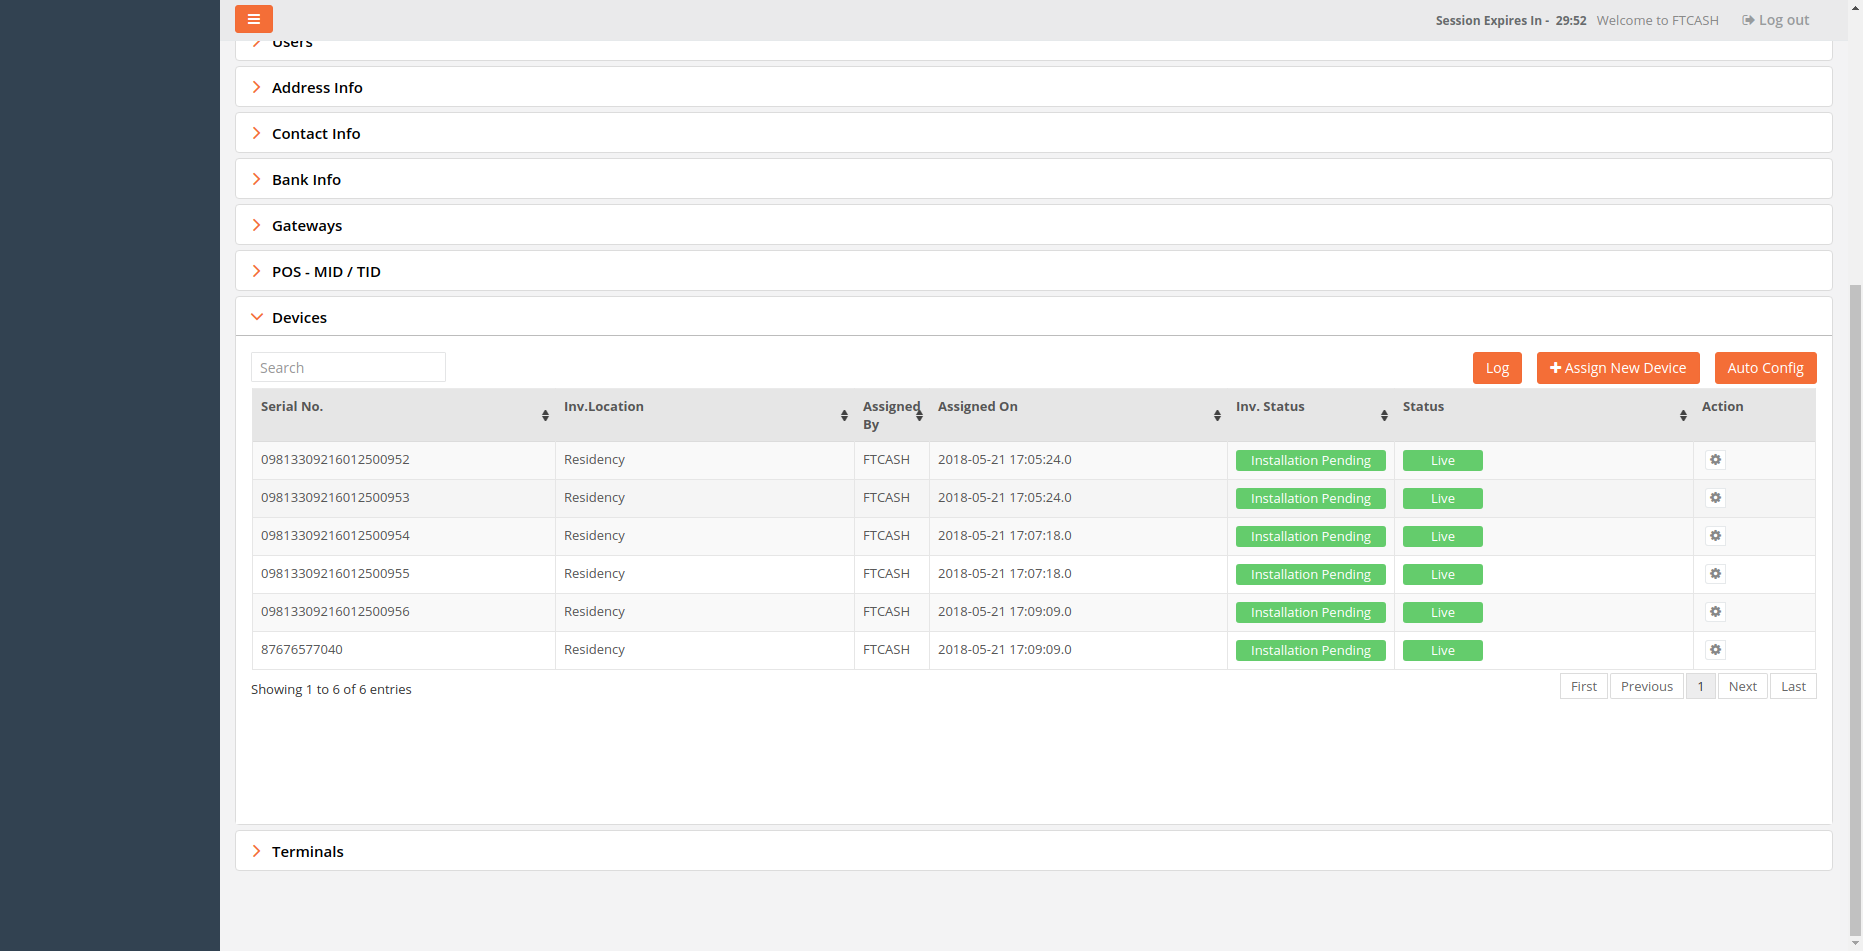 Session Expires In - 29:52 Welcome to FTCASH Log out
Users
Address Info
Contact Info
Bank Info
Gateways
POS - MID / TID
Devices
Search Log Assign New Device Auto Config
Serial No. Inv.Location Assigned By Assigned On Inv. Status Status Action
09813309216012500952 Residency FTCASH 2018-05-21 17:05:24.0 Installation Pending Live
09813309216012500953 Residency FTCASH 2018-05-21 17:05:24.0 Installation Pending Live
09813309216012500954 Residency FTCASH 2018-05-21 17:07:18.0 Installation Pending Live
09813309216012500955 Residency FTCASH 2018-05-21 17:07:18.0 Installation Pending Live
09813309216012500956 Residency FTCASH 2018-05-21 17:09:09.0 Installation Pending Live
87676577040 Residency FTCASH 2018-05-21 17:09:09.0 Installation Pending Live
Showing 1 to 6 of 6 entries First Previous 1 Next Last
Terminals